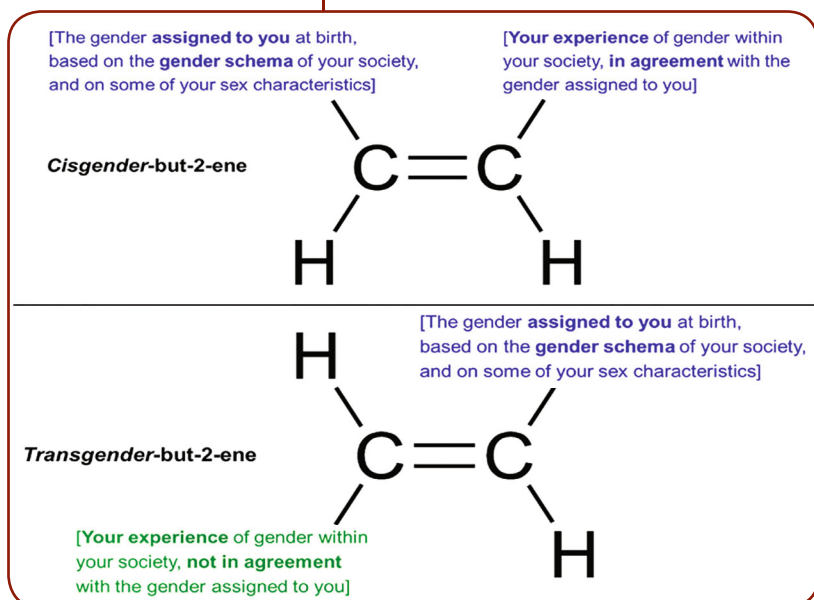 [The gender assigned to you at birth,
based on the gender schema of your society,
and on some of your sex characteristics]
[Your experience of gender within
your society, in agreement with the
gender assigned to you]
Cisgender-but-2-ene
C C
H H
[The gender assigned to you at birth,
based on the gender schema of your society,
and on some of your sex characteristics]
H
Transgender-but-2-ene
C C
H
[Your experience of gender within
your society, not in agreement
with the gender assigned to you]